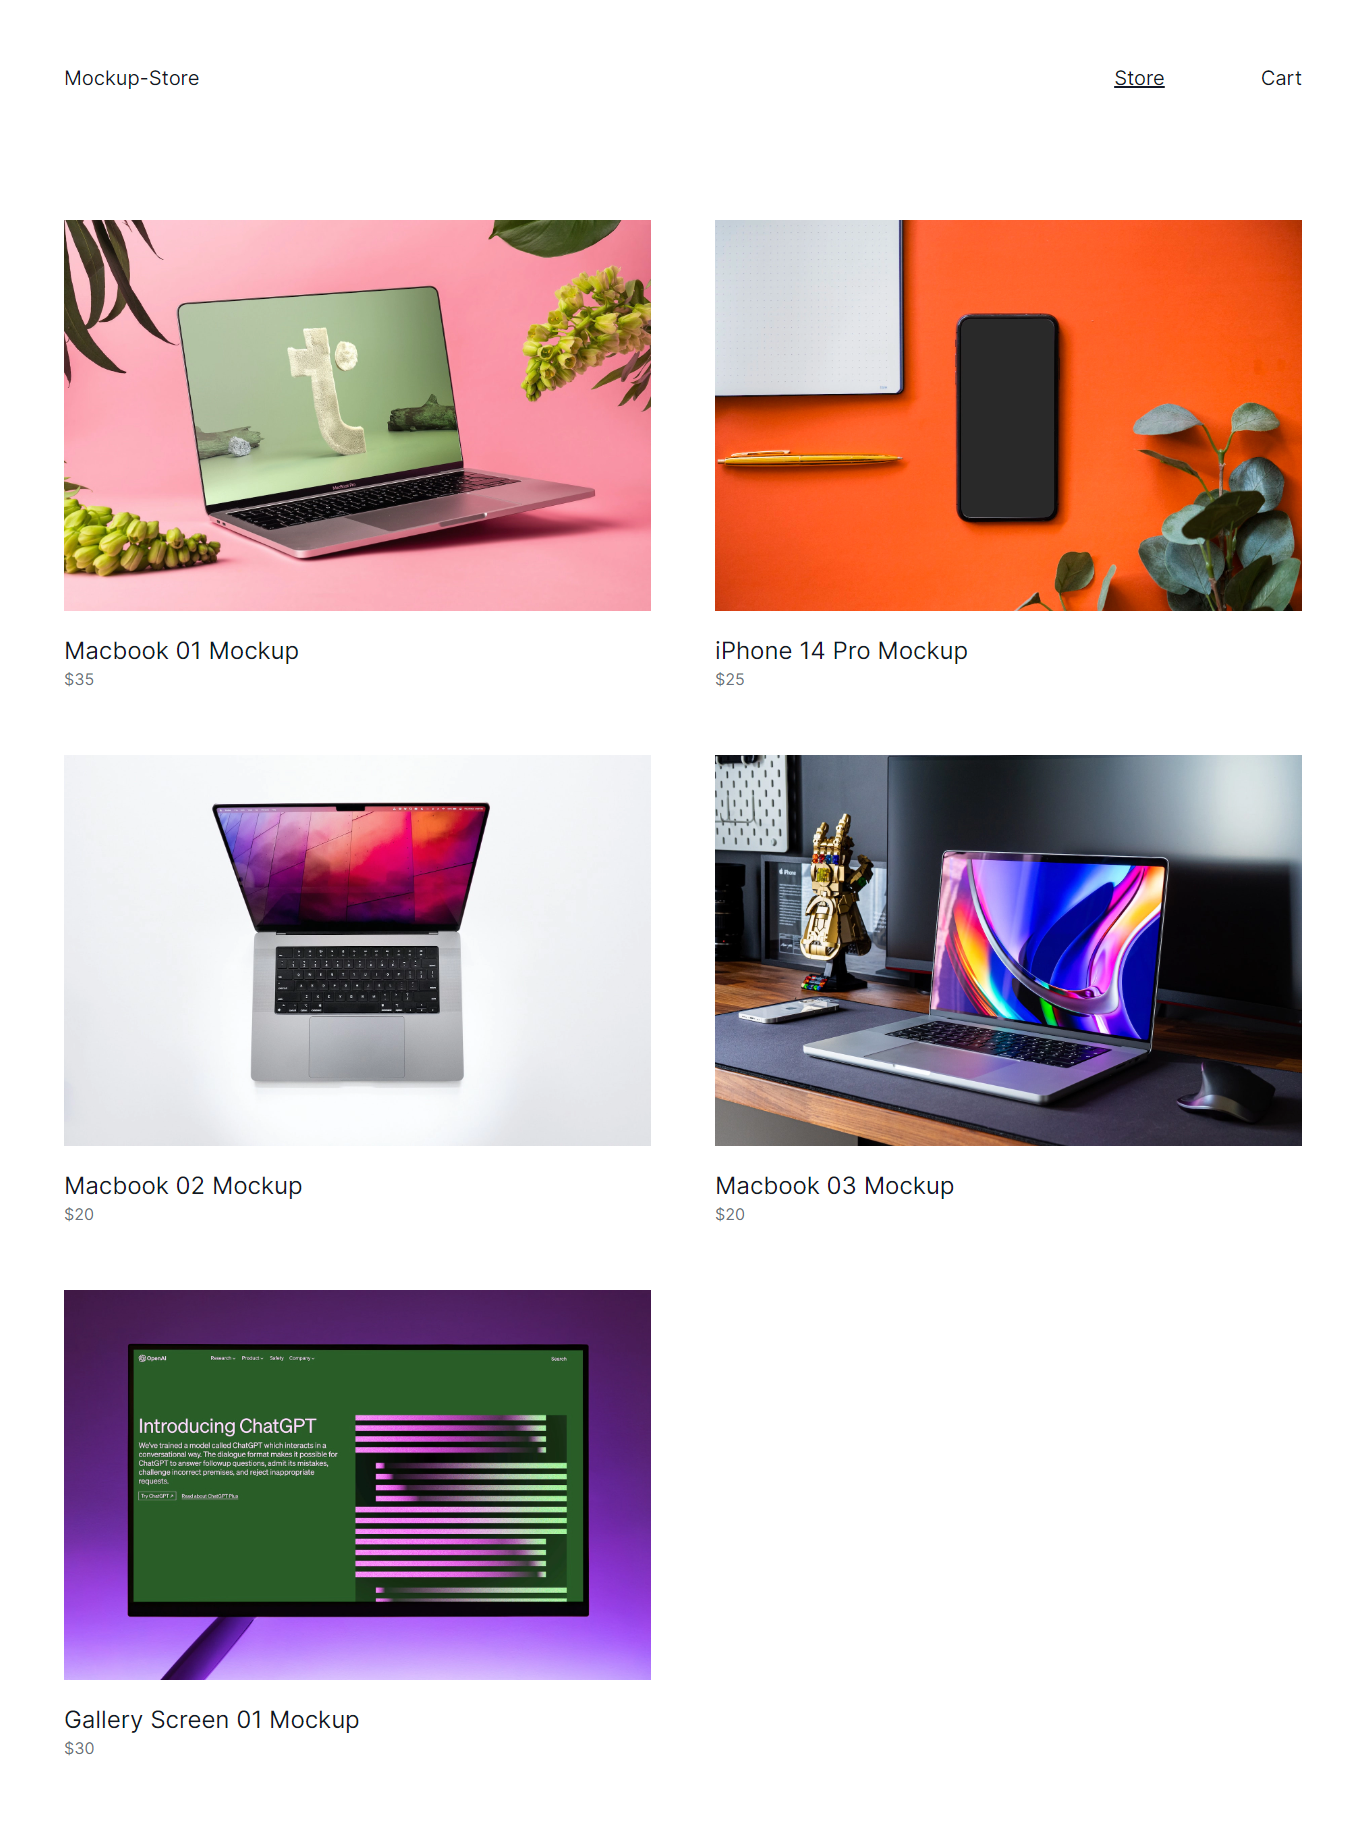 Mockup-Store
Store
Cart
MacBook Pro
Macbook 01 Mockup
$35
iPhone 14 Pro Mockup
$25
iPhone
Macbook 02 Mockup
$20
Macbook 03 Mockup
$20
OpenAI
Research
Product
Safety
Company
Search
Introducing ChatGPT
We've trained a model called ChatGPT which interacts in a
conversational way. The dialogue format makes it possible for
ChatGPT to answer followup questions, admit its mistakes,
challenge incorrect premises, and reject inappropriate
requests.
Try ChatGPT ↗
Read about ChatGPT Plus
Gallery Screen 01 Mockup
$30